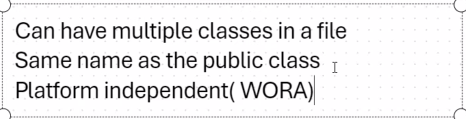 Can have multiple classes in a file
Same name as the public class
Platform independent( WORA)